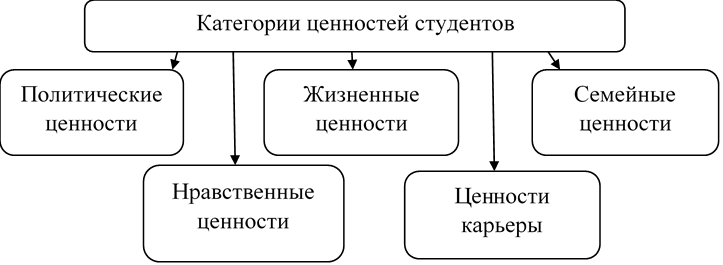 Категории ценностей студентов
Политические
ценности
Жизненные
ценности
Семейные
ценности
Нравственные
ценности
Ценности
карьеры